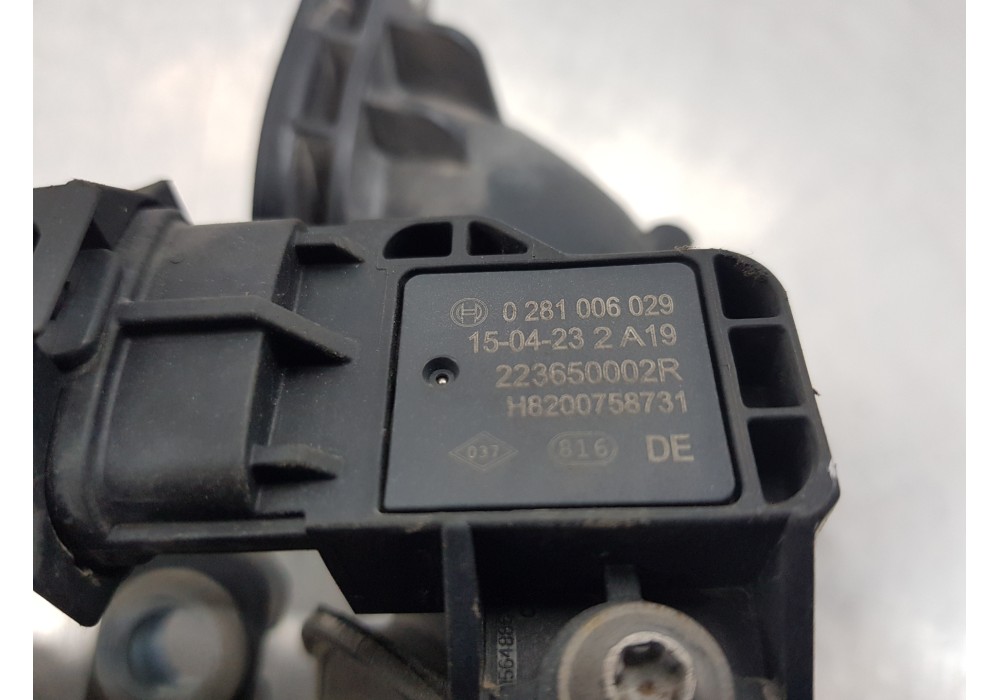 0 281 006 029
15-04-23 2 A19
223650002R
H8200758731
037 816 DE